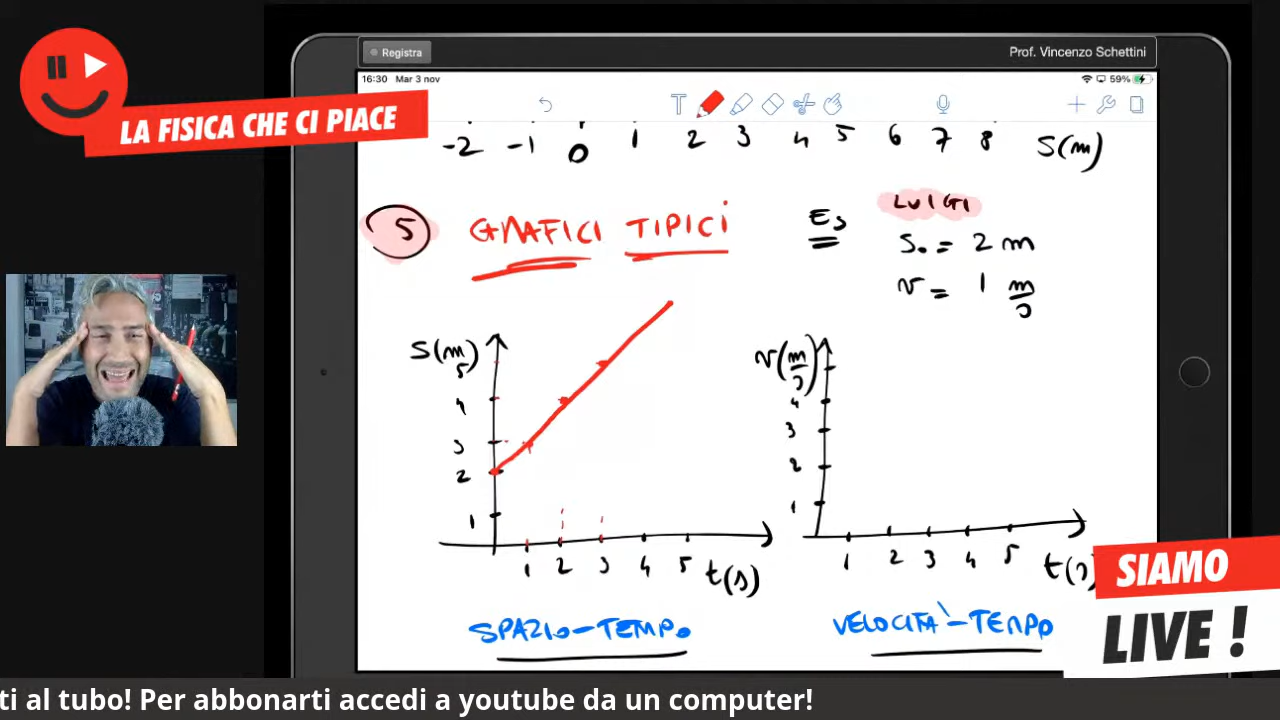 Registra
Prof. Vincenzo Schettini
16:30 Mar 3 nov
59%
LA FISICA CHE CI PIACE
T
-2 -1 0 1 2 3 4 5 6 7 8 S(m)
5
GRAFICI TIPICI
Es
LUIGI
S₀ = 2 m
v = 1 m/s
S(m)
5
4
3
2
1
1 2 3 4 5 t(s)
SPAZIO-TEMPO
v(m/s)
4
3
2
1
1 2 3 4 5 t(s)
VELOCITA'-TEMPO
SIAMO
LIVE !
ti al tubo! Per abbonarti accedi a youtube da un computer!